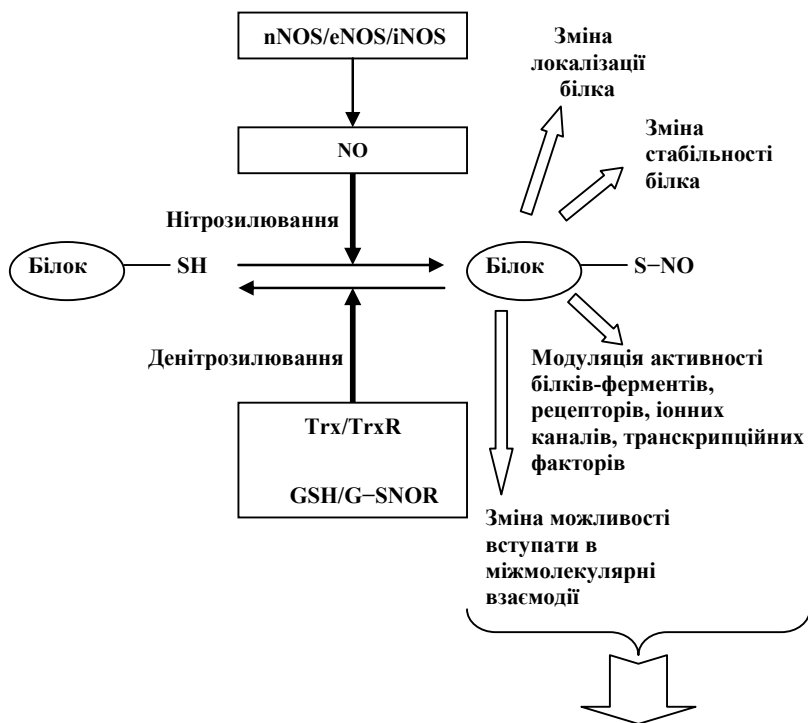 nNOS/eNOS/iNOS
Зміна
локалізації
білка
NO
Зміна
стабільності
білка
Нітрозилювання
Білок
SH
Білок
S–NO
Денітрозилювання
Модуляція активності
білків-ферментів,
рецепторів, іонних
каналів, транскрипційних
факторів
Trx/TrxR
GSH/G–SNOR
Зміна можливості
вступати в
міжмолекулярні
взаємодії